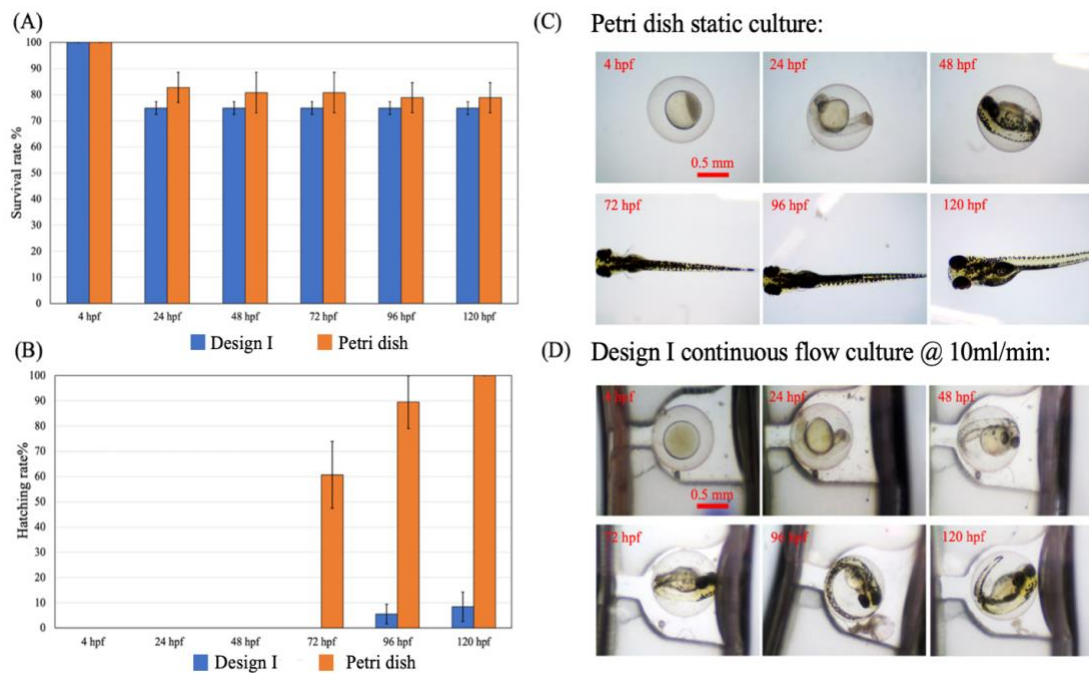 (A)
100
90
80
70
60
50
40
30
20
10
0
Survival rate %
4 hpf 24 hpf 48 hpf 72 hpf 96 hpf 120 hpf
Design I Petri dish
(B)
100
90
80
70
60
50
40
30
20
10
0
Hatching rate%
4 hpf 24 hpf 48 hpf 72 hpf 96 hpf 120 hpf
Design I Petri dish
(C) Petri dish static culture:
4 hpf 24 hpf 48 hpf
0.5 mm
72 hpf 96 hpf 120 hpf
(D) Design I continuous flow culture @ 10ml/min:
4 hpf 24 hpf 48 hpf
0.5 mm
72 hpf 96 hpf 120 hpf